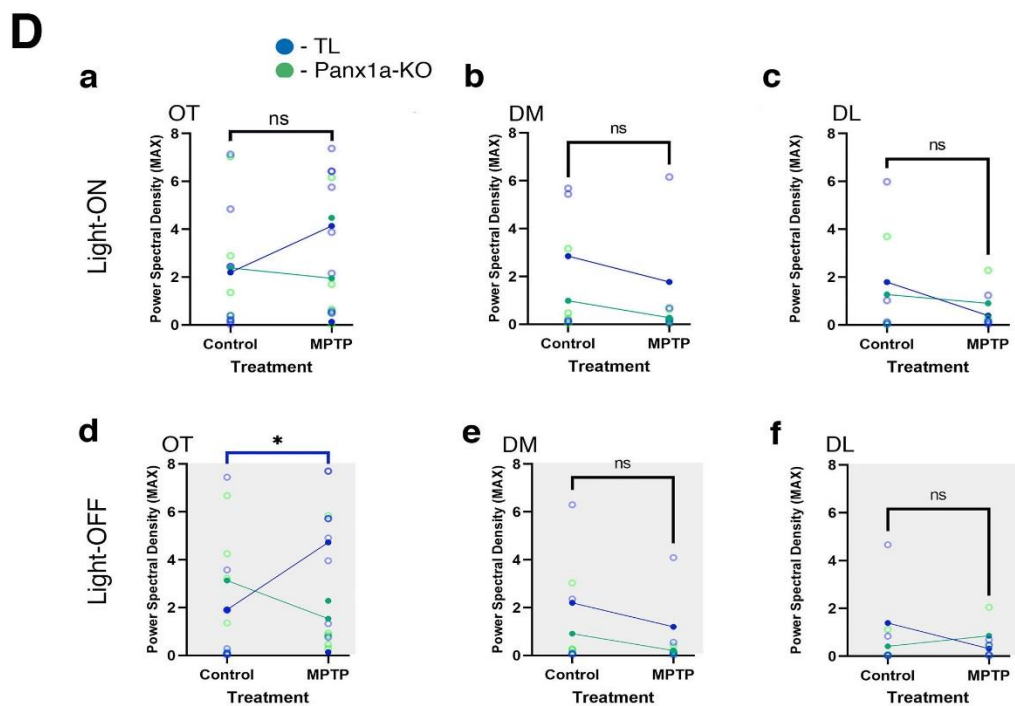 D
- TL
- Panx1a-KO
a
OT
ns
Power Spectral Density (MAX)
8
6
4
2
0
Control
MPTP
Treatment
b
DM
ns
Power Spectral Density (MAX)
8
6
4
2
0
Control
MPTP
Treatment
c
DL
ns
Power Spectral Density (MAX)
8
6
4
2
0
Control
MPTP
Treatment
Light-ON
d
OT
*
Power Spectral Density (MAX)
8
6
4
2
0
Control
MPTP
Treatment
e
DM
ns
Power Spectral Density (MAX)
8
6
4
2
0
Control
MPTP
Treatment
f
DL
ns
Power Spectral Density (MAX)
8
6
4
2
0
Control
MPTP
Treatment
Light-OFF